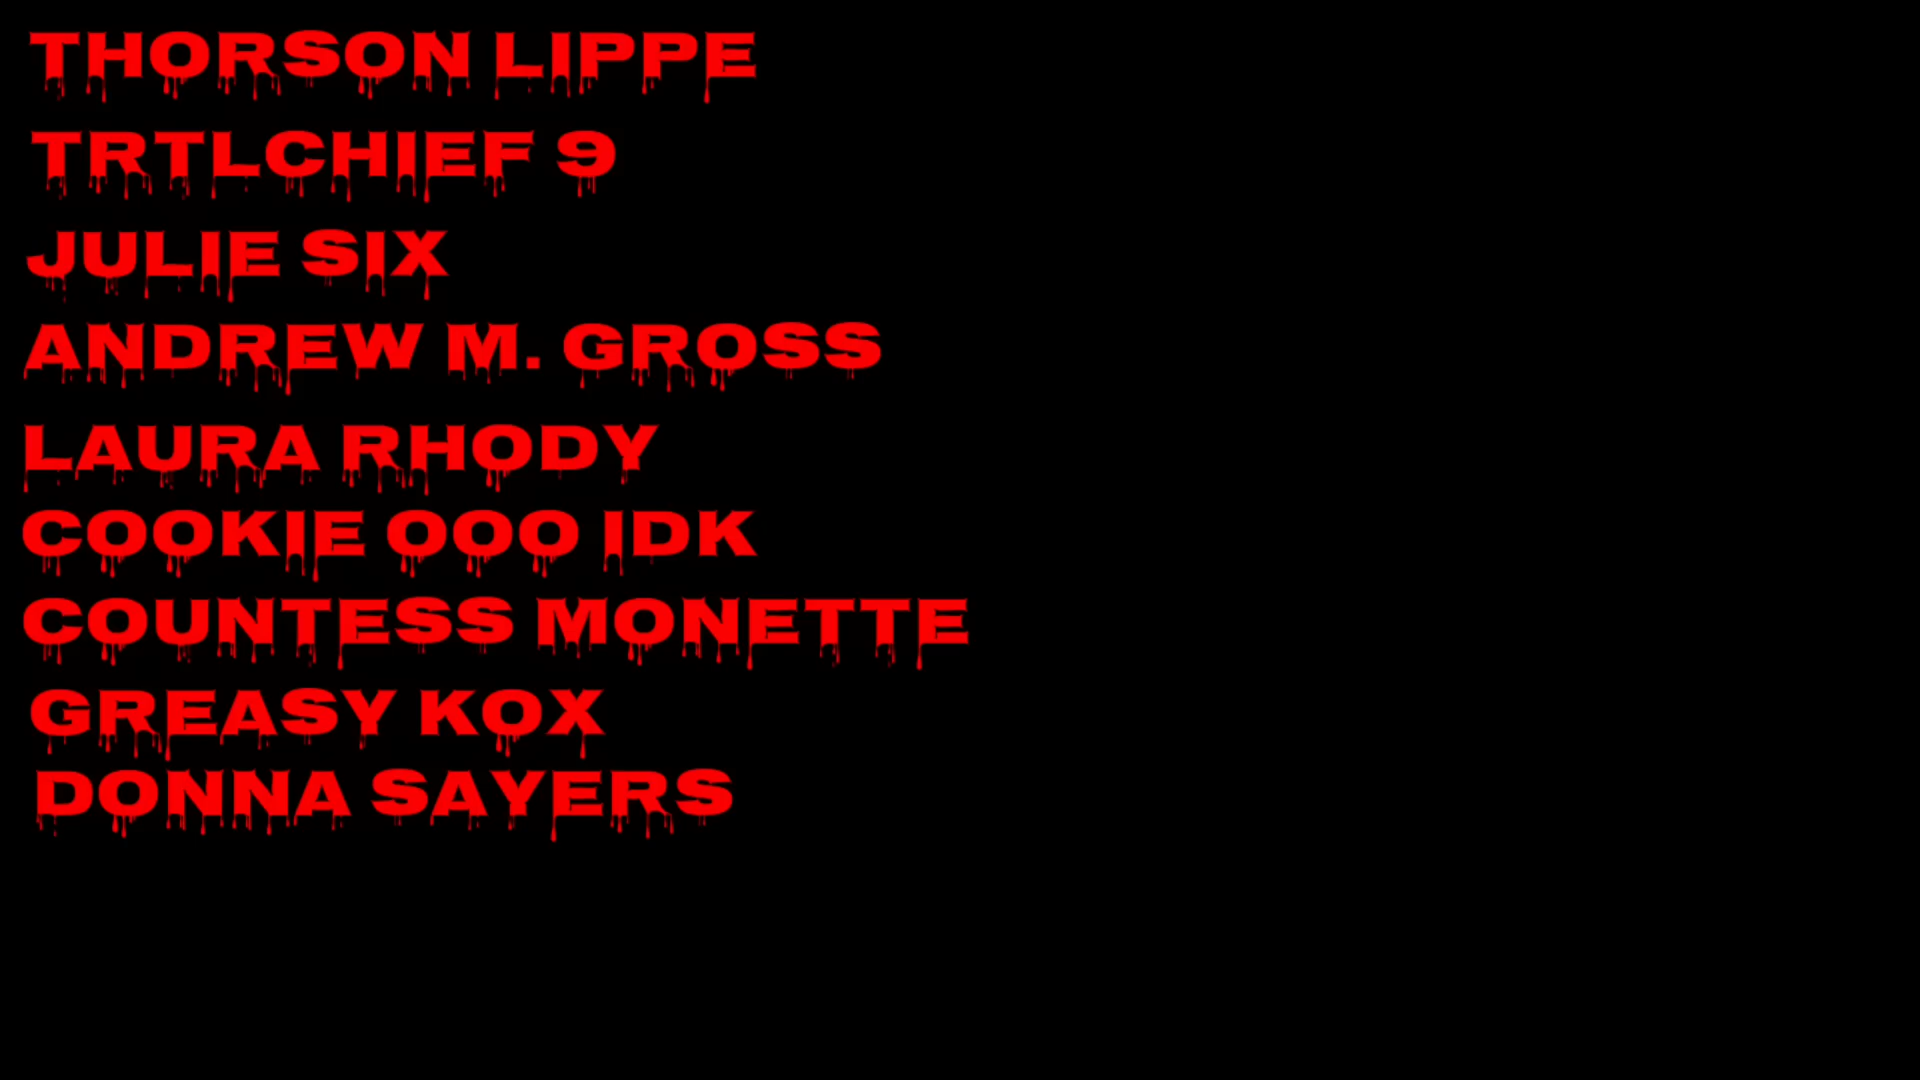 THORSON LIPPE
TRTLCHIEF 9
JULIE SIX
ANDREW M. GROSS
LAURA RHODY
COOKIE OOO IDK
COUNTESS MONETTE
GREASY KOX
DONNA SAYERS